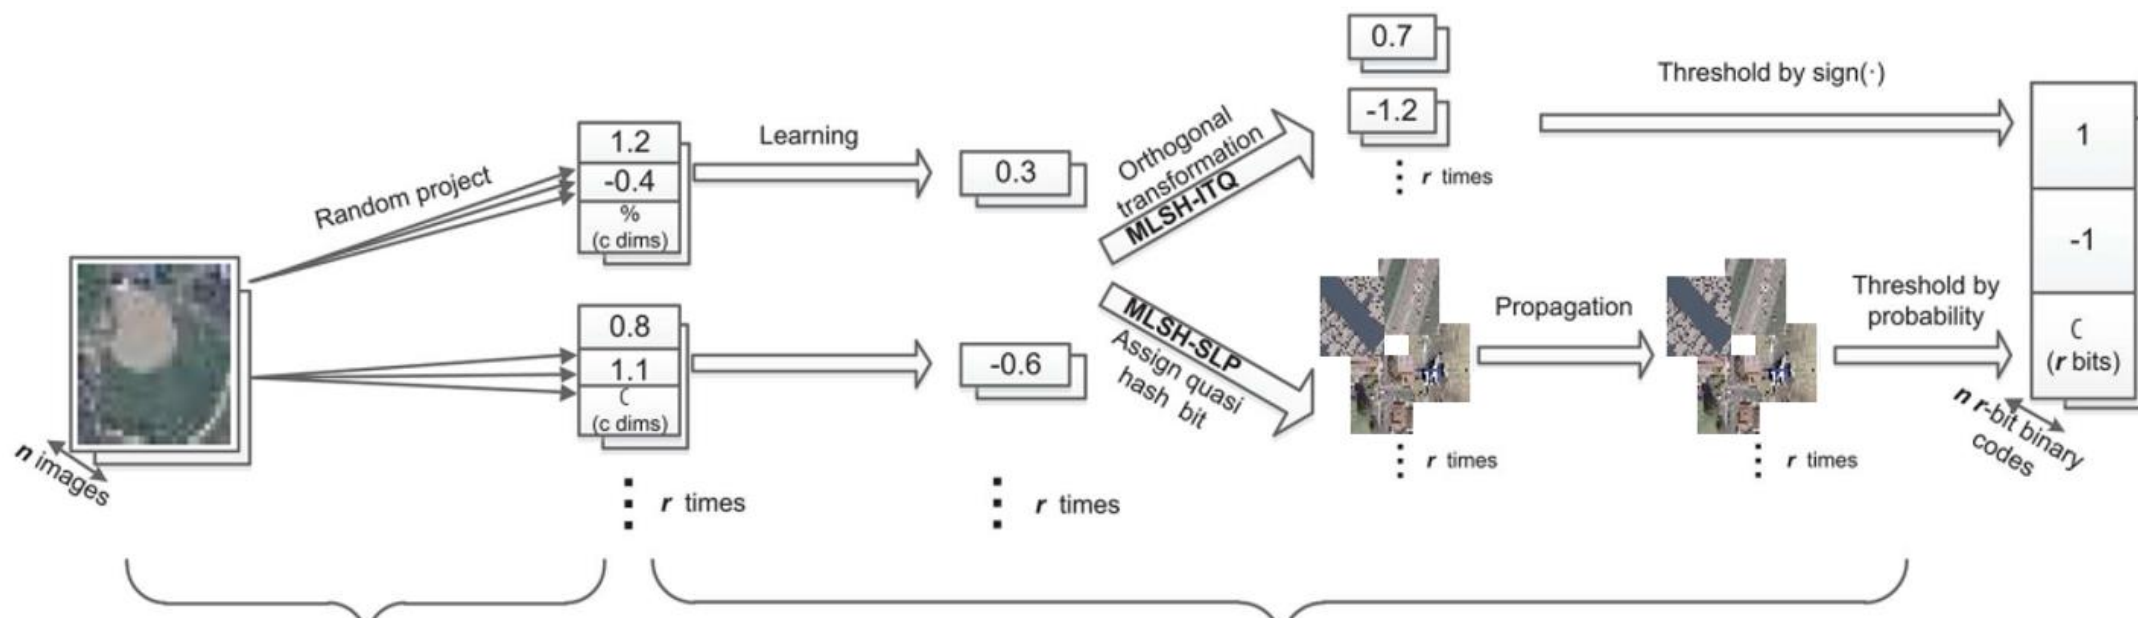 n images
Random project
1.2
-0.4
%
(c dims)
0.8
1.1
(
(c dims)
r times
Learning
0.3
-0.6
r times
Orthogonal
transformation
MLSH-ITQ
MLSH-SLP
Assign quasi
hash bit
0.7
-1.2
r times
r times
Threshold by sign(·)
Propagation
r times
Threshold by
probability
1
-1
(
(r bits)
n r-bit binary
codes